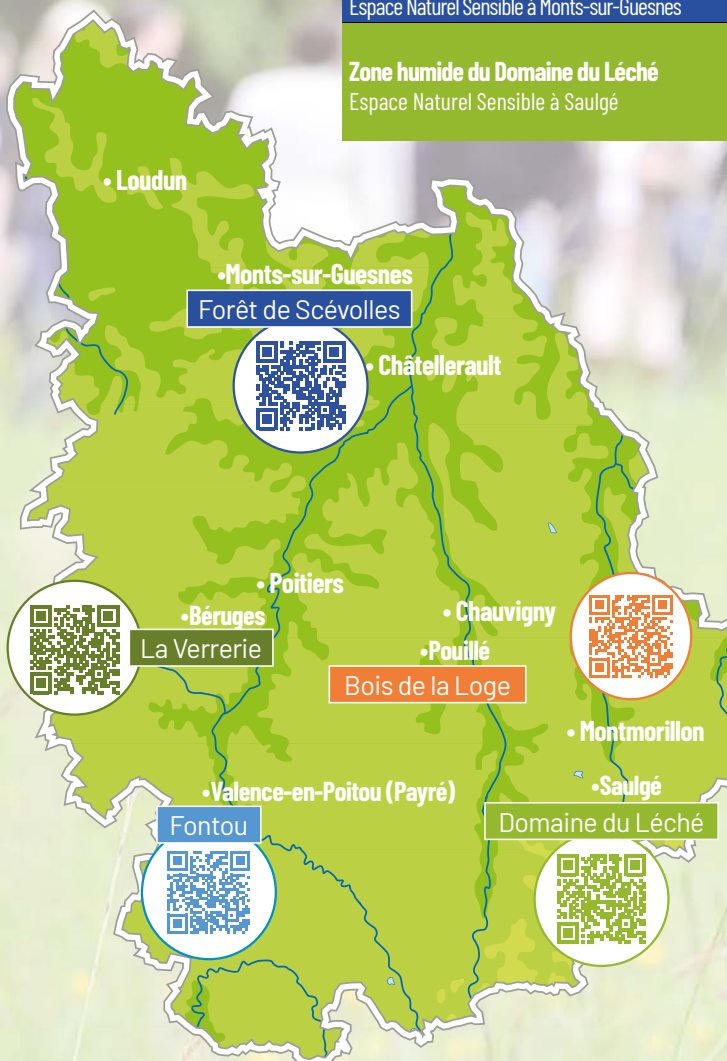 Espace Naturel Sensible à Monts-sur-Guesnes
Zone humide du Domaine du Léché
Espace Naturel Sensible à Saulgé
• Loudun
•Monts-sur-Guesnes
Forêt de Scévolles
• Châtellerault
• Poitiers
•Béruges
La Verrerie
• Chauvigny
•Pouillé
Bois de la Loge
• Montmorillon
•Valence-en-Poitou (Payré)
Fontou
•Saulgé
Domaine du Léché